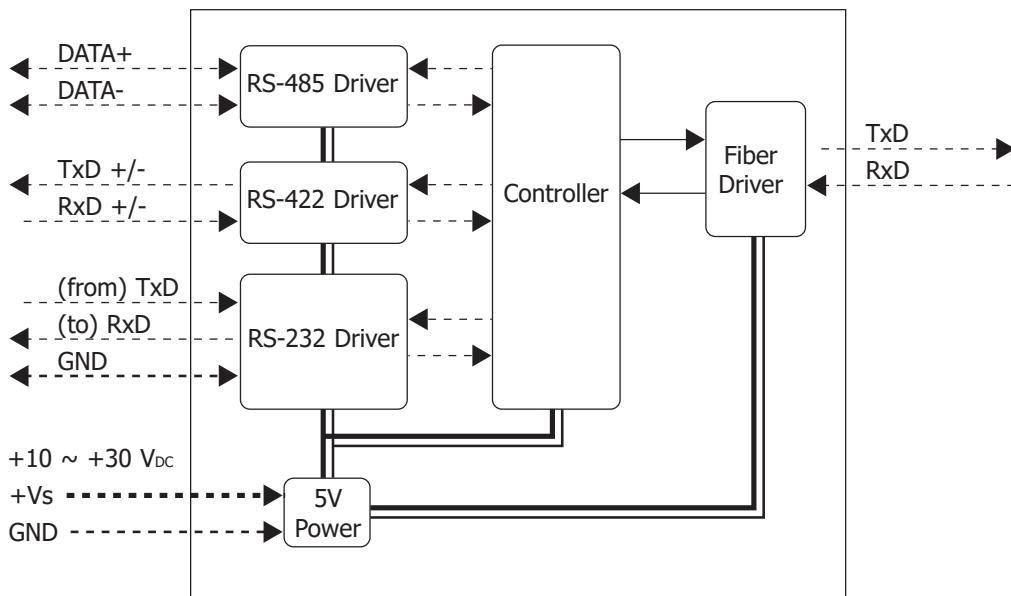 DATA+
DATA-
RS-485 Driver
TxD +/-
RxD +/-
RS-422 Driver
(from) TxD
(to) RxD
GND
RS-232 Driver
Controller
Fiber
Driver
TxD
RxD
+10 ~ +30 VDC
+Vs
GND
5V
Power